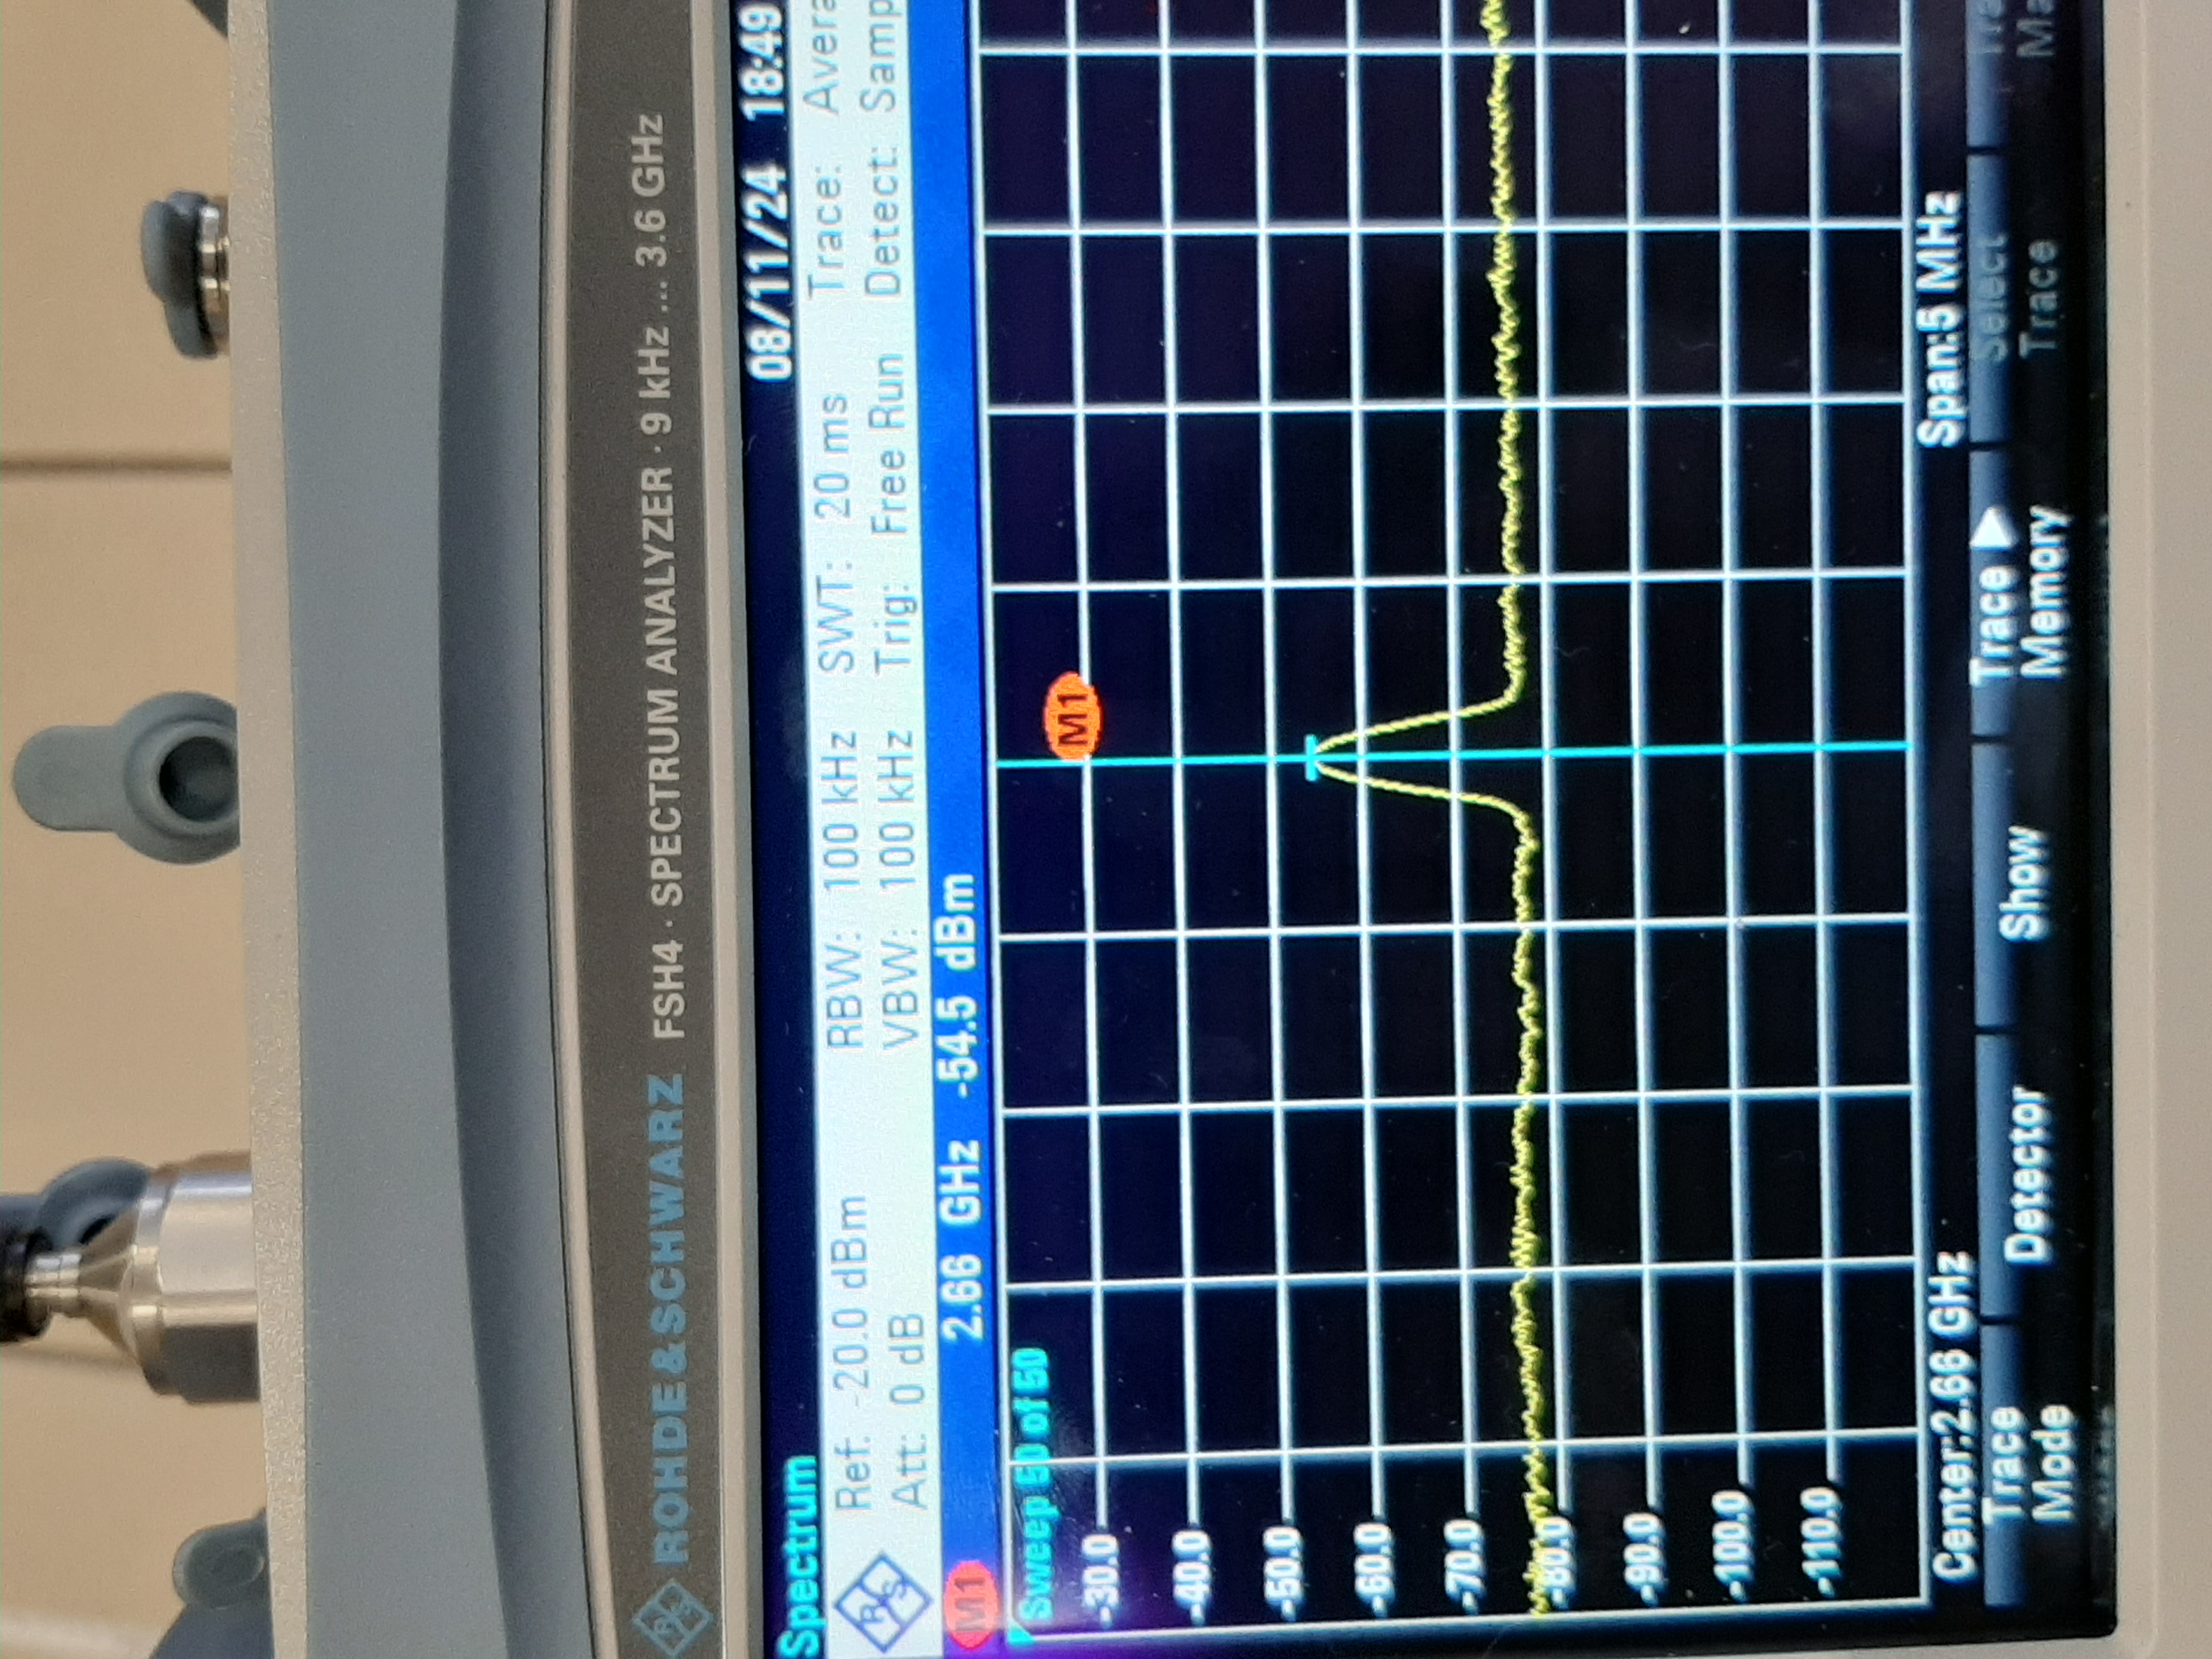 ROHDE & SCHWARZ FSH4 · SPECTRUM ANALYZER · 9 kHz ... 3.6 GHz
Spectrum 08/11/24 18:49
Ref: -20.0 dBm RBW: 100 kHz SWT: 20 ms Trace: Avera
Att: 0 dB VBW: 100 kHz Trig: Free Run Detect: Samp
M1 2.66 GHz -54.5 dBm
Sweep 50 of 50
M1
-30.0
-40.0
-50.0
-60.0
-70.0
-80.0
-90.0
-100.0
-110.0
Center:2.66 GHz Span:5 MHz
Trace Detector Show Trace Select Tra
Mode Memory Trace Ma